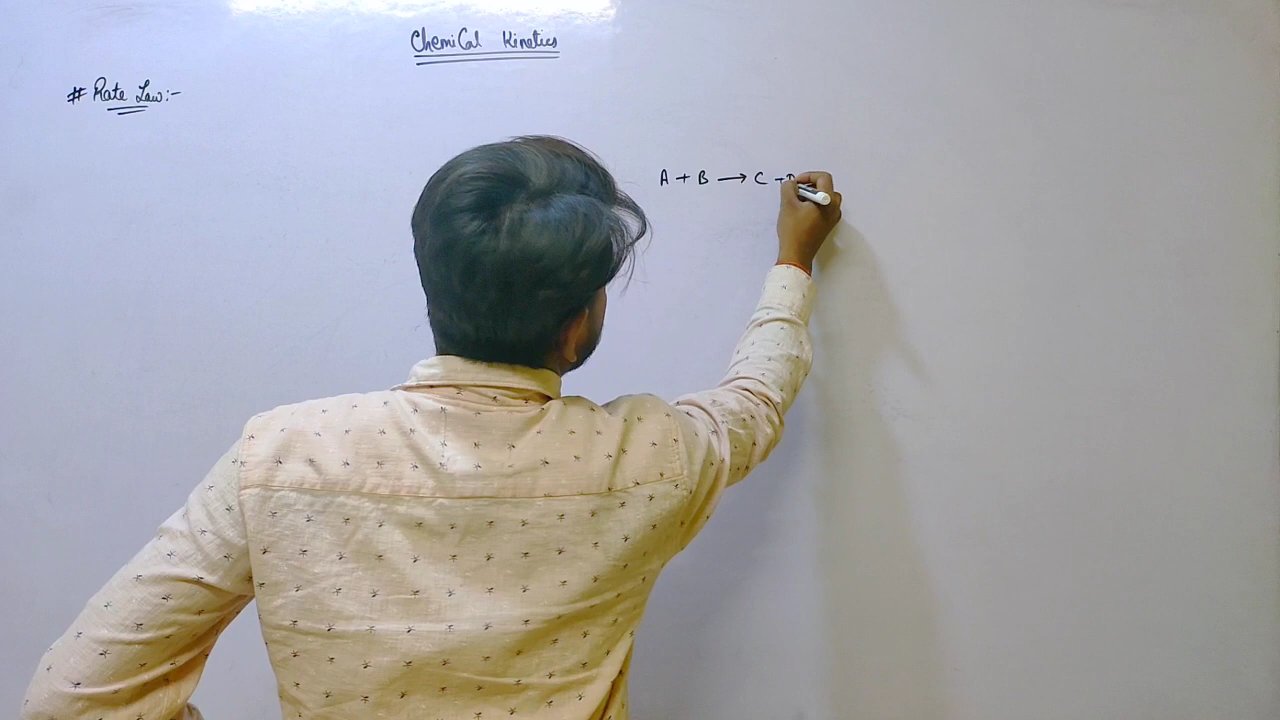 Chemical Kinetics
# Rate Law:-
A + B ⟶ C +